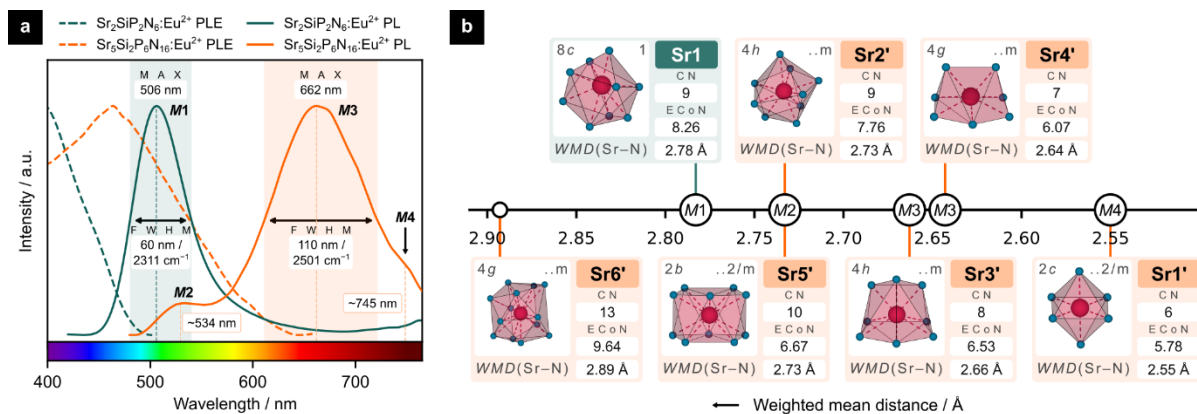 a
Sr₂SiP₂N₆:Eu²⁺ PLE
Sr₂SiP₂N₆:Eu²⁺ PL
Sr₅Si₂P₆N₁₆:Eu²⁺ PLE
Sr₅Si₂P₆N₁₆:Eu²⁺ PL
Intensity / a.u.
MAX
506 nm
M1
MAX
662 nm
M3
M4
FWHM
60 nm /
2311 cm⁻¹
FWHM
110 nm /
2501 cm⁻¹
M2
~534 nm
~745 nm
400 500 600 700
Wavelength / nm
b
8c 1
Sr1
CN
9
ECoN
8.26
WMD(Sr–N) 2.78 Å
4h ..m
Sr2'
CN
9
ECoN
7.76
WMD(Sr–N) 2.73 Å
4g ..m
Sr4'
CN
7
ECoN
6.07
WMD(Sr–N) 2.64 Å
M1 M2 M3 M3 M4
2.90 2.85 2.80 2.75 2.70 2.65 2.60 2.55
4g ..m
Sr6'
CN
13
ECoN
9.64
WMD(Sr–N) 2.89 Å
2b ..2/m
Sr5'
CN
10
ECoN
6.67
WMD(Sr–N) 2.73 Å
4h ..m
Sr3'
CN
8
ECoN
6.53
WMD(Sr–N) 2.66 Å
2c ..2/m
Sr1'
CN
6
ECoN
5.78
WMD(Sr–N) 2.55 Å
← Weighted mean distance / Å